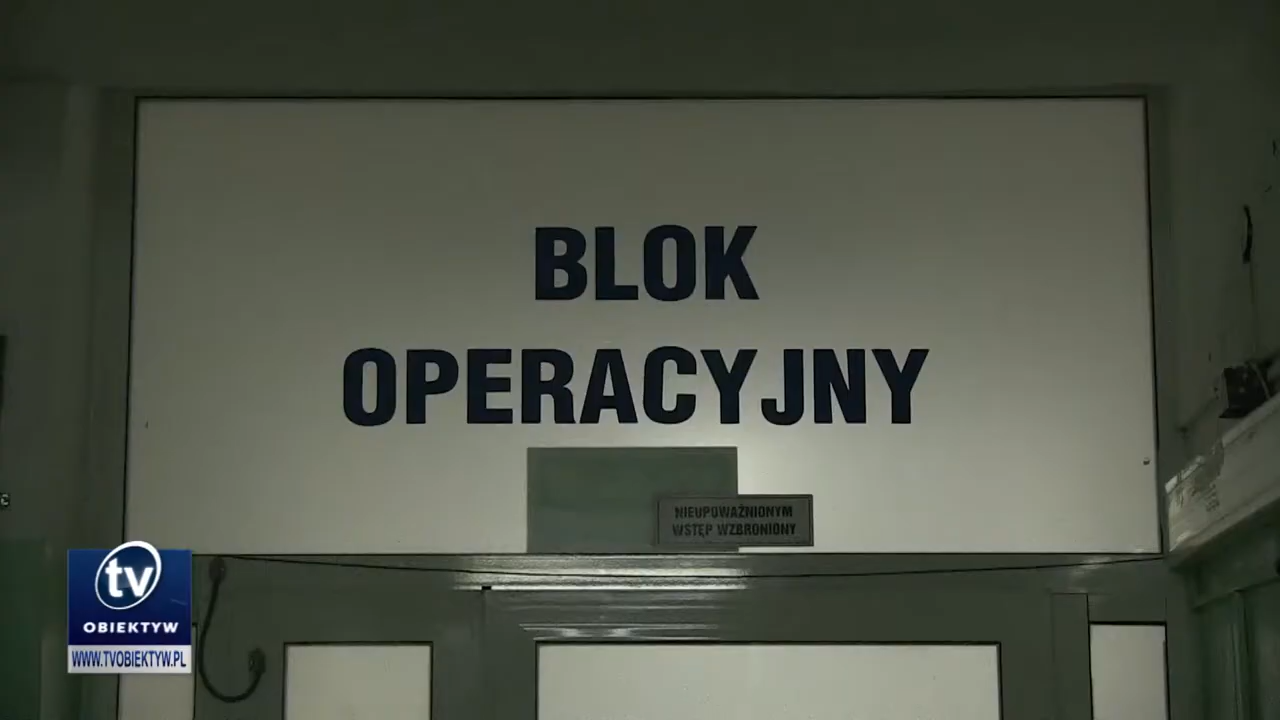 BLOK
OPERACYJNY
NIEUPOWAŻNIONYM
WSTĘP WZBRONIONY
tv
OBIEKTYW
WWW.TVOBIEKTYW.PL